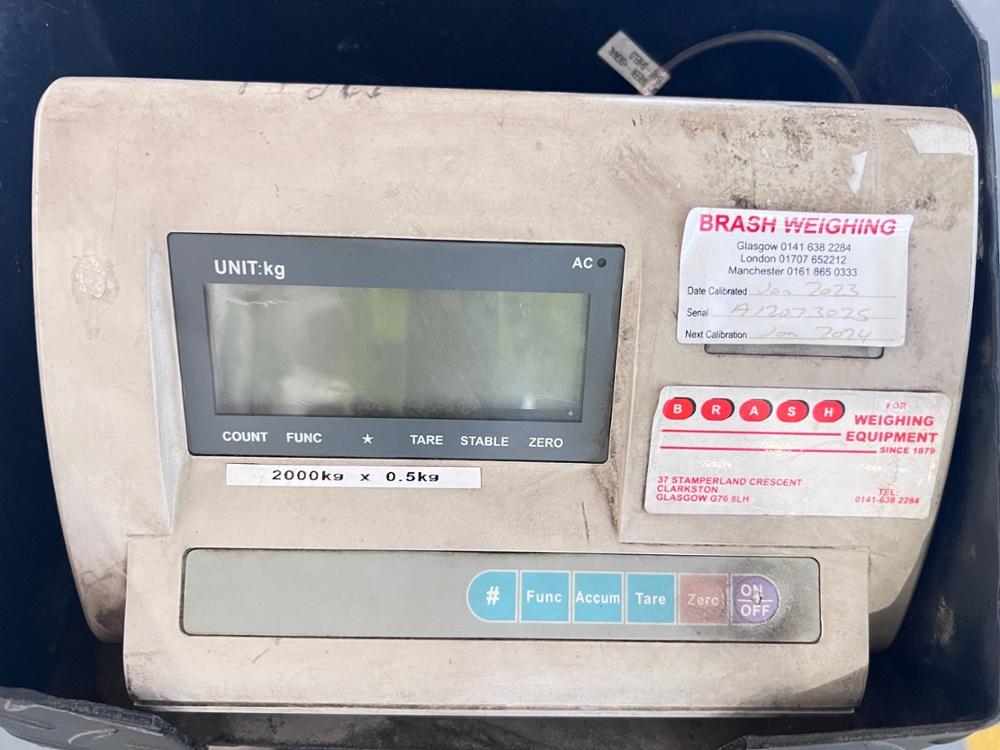 BRASH WEIGHING
Glasgow 0141 638 2284
London 01707 652212
Manchester 0161 865 0333
Date Calibrated Jan 2023
Serial A12073025
Next Calibration Jan 2024
UNIT:kg
AC
COUNT FUNC ★ TARE STABLE ZERO
2000kg x 0.5kg
B R A S H
FOR
WEIGHING
EQUIPMENT
SINCE 1879
37 STAMPERLAND CRESCENT
CLARKSTON
GLASGOW G76 8LH
TEL:
0141-638 2284
# Func Accum Tare Zero ON
OFF